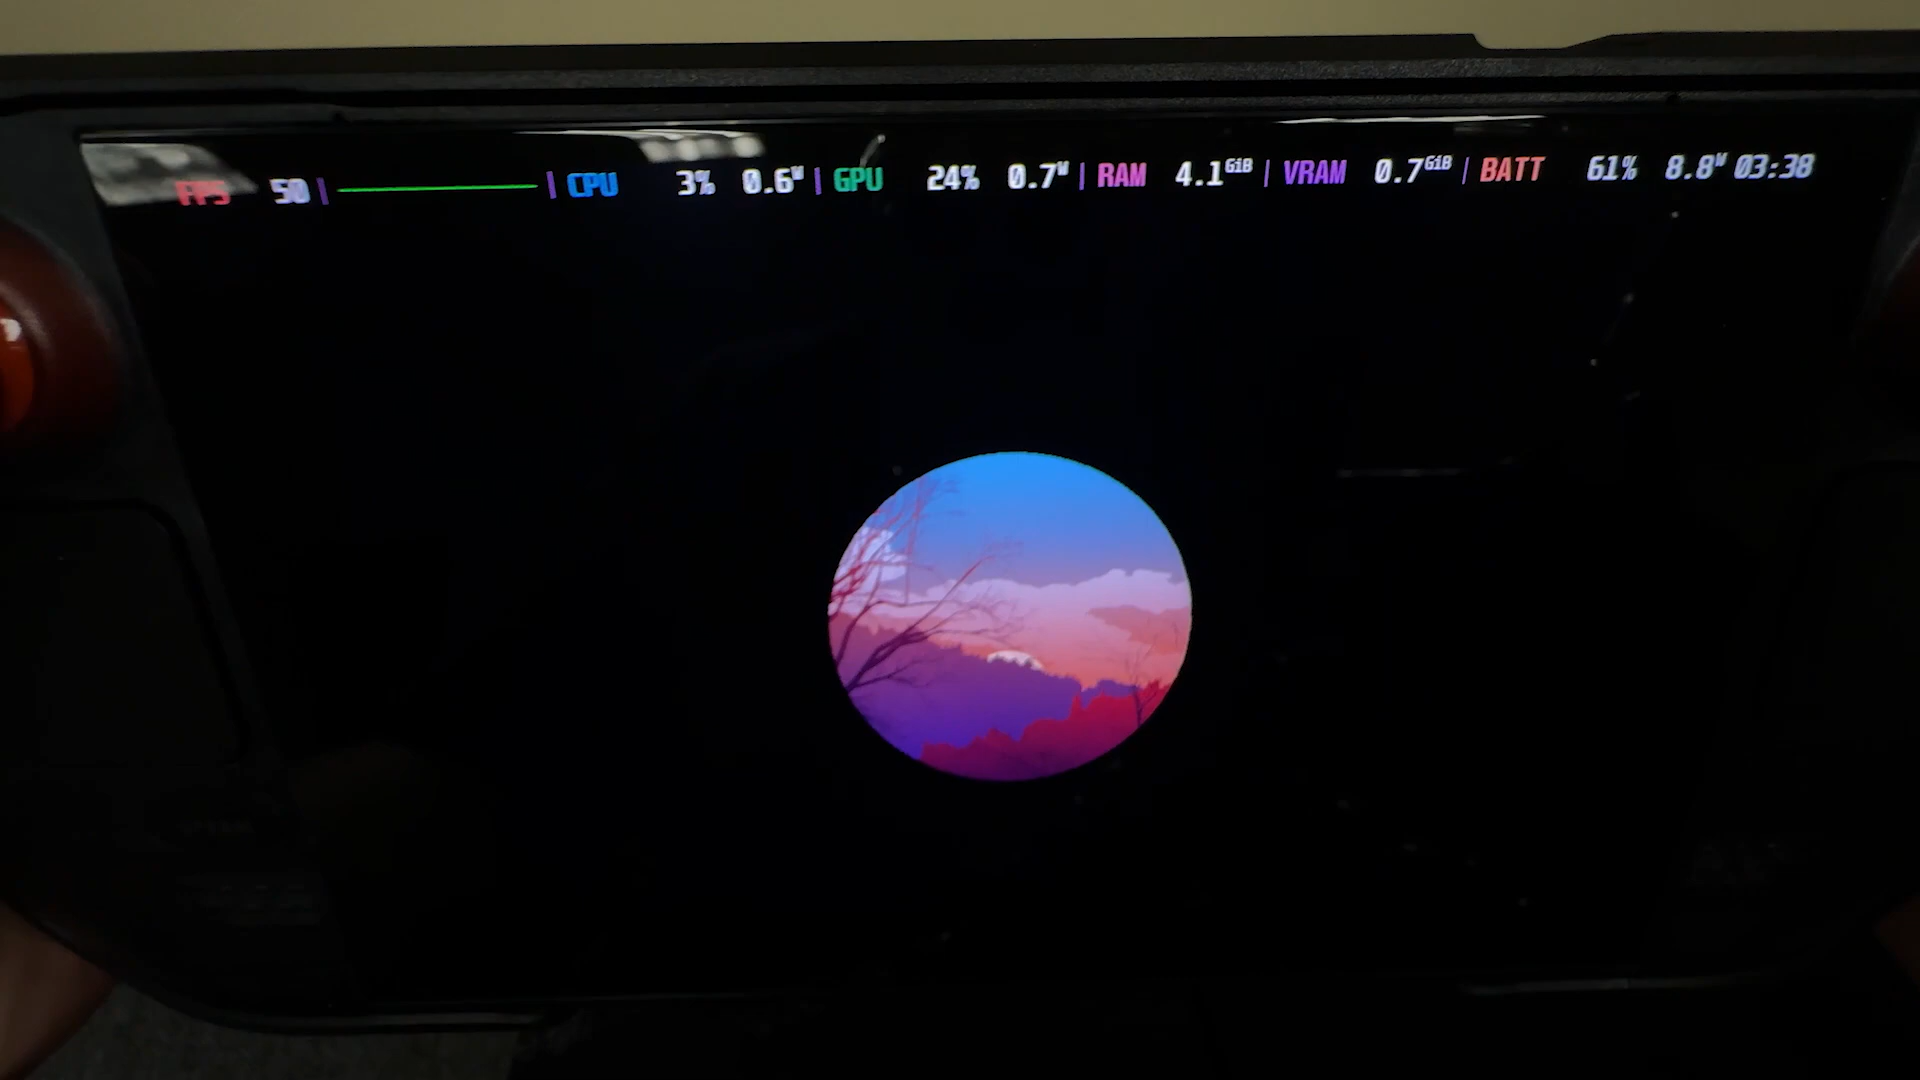 FPS 50 | | CPU 3% 0.6W | GPU 24% 0.7W | RAM 4.1GiB | VRAM 0.7GiB | BATT 61% 8.8W 03:38